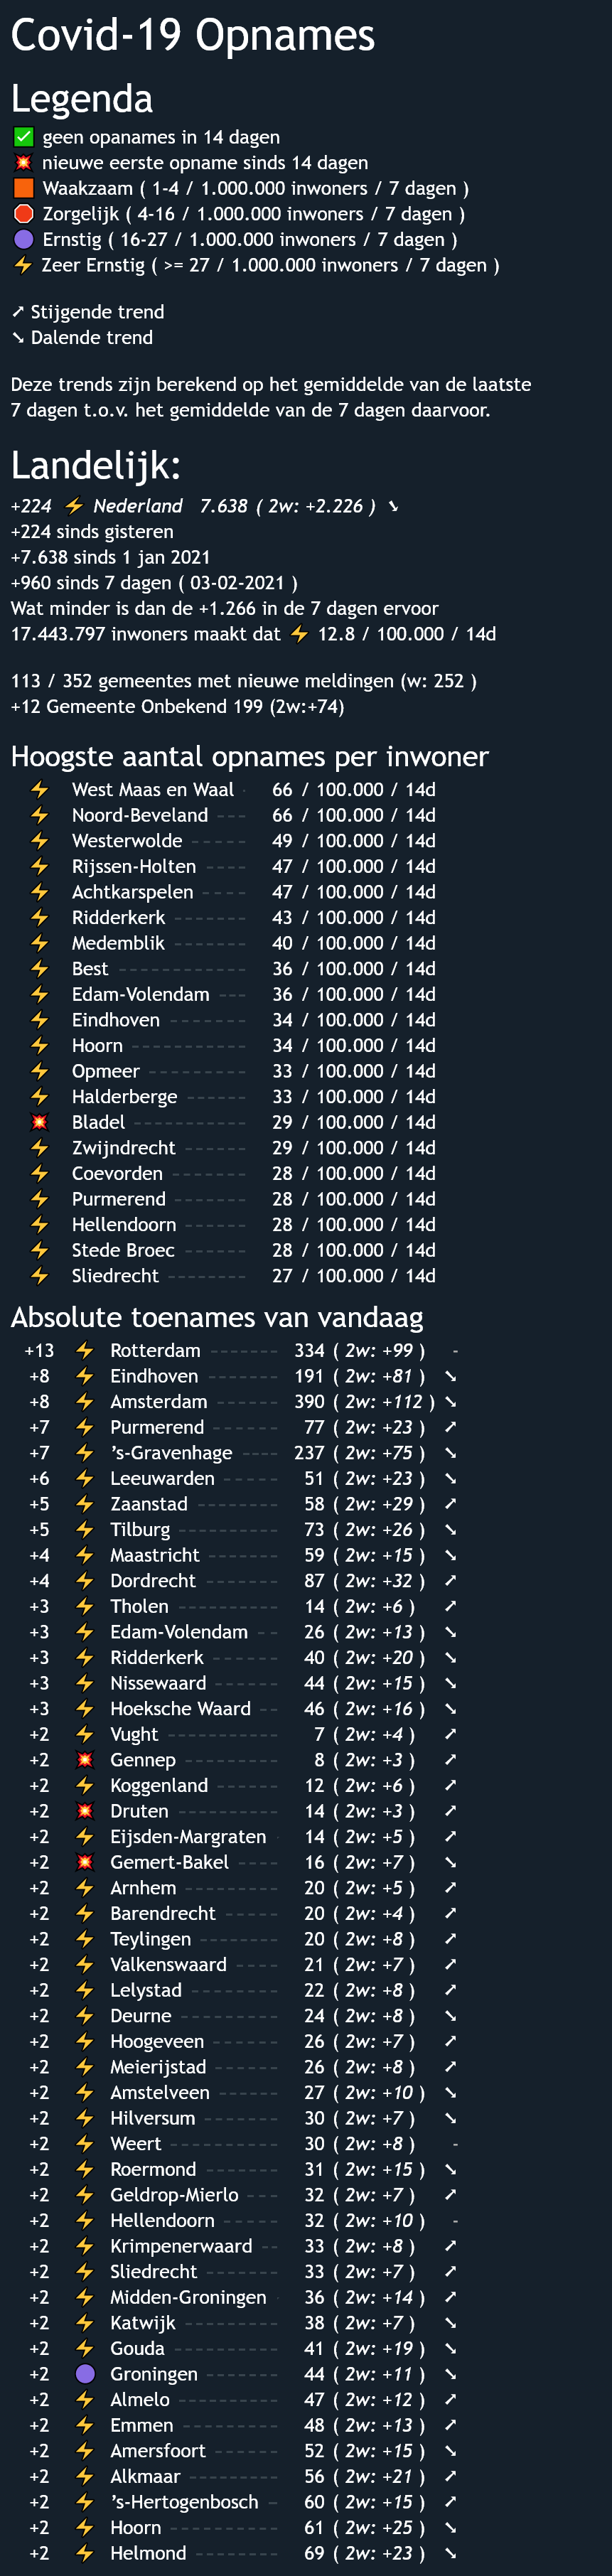 Covid-19 Opnames
Legenda
✅ geen opanames in 14 dagen
💥 nieuwe eerste opname sinds 14 dagen
🟧 Waakzaam ( 1-4 / 1.000.000 inwoners / 7 dagen )
🛑 Zorgelijk ( 4-16 / 1.000.000 inwoners / 7 dagen )
🟣 Ernstig ( 16-27 / 1.000.000 inwoners / 7 dagen )
⚡ Zeer Ernstig ( >= 27 / 1.000.000 inwoners / 7 dagen )
➚ Stijgende trend
➘ Dalende trend
Deze trends zijn berekend op het gemiddelde van de laatste
7 dagen t.o.v. het gemiddelde van de 7 dagen daarvoor.
Landelijk:
+224 ⚡ Nederland 7.638 ( 2w: +2.226 ) ➘
+224 sinds gisteren
+7.638 sinds 1 jan 2021
+960 sinds 7 dagen ( 03-02-2021 )
Wat minder is dan de +1.266 in de 7 dagen ervoor
17.443.797 inwoners maakt dat ⚡ 12.8 / 100.000 / 14d
113 / 352 gemeentes met nieuwe meldingen (w: 252 )
+12 Gemeente Onbekend 199 (2w:+74)
Hoogste aantal opnames per inwoner
⚡ West Maas en Waal - 66 / 100.000 / 14d
⚡ Noord-Beveland --- 66 / 100.000 / 14d
⚡ Westerwolde ----- 49 / 100.000 / 14d
⚡ Rijssen-Holten ----- 47 / 100.000 / 14d
⚡ Achtkarspelen ---- 47 / 100.000 / 14d
⚡ Ridderkerk ------- 43 / 100.000 / 14d
⚡ Medemblik ------- 40 / 100.000 / 14d
⚡ Best ------------ 36 / 100.000 / 14d
⚡ Edam-Volendam --- 36 / 100.000 / 14d
⚡ Eindhoven ------- 34 / 100.000 / 14d
⚡ Hoorn ----------- 34 / 100.000 / 14d
⚡ Opmeer --------- 33 / 100.000 / 14d
⚡ Halderberge ------ 33 / 100.000 / 14d
💥 Bladel ----------- 29 / 100.000 / 14d
⚡ Zwijndrecht ------ 29 / 100.000 / 14d
⚡ Coevorden ------- 28 / 100.000 / 14d
⚡ Purmerend ------- 28 / 100.000 / 14d
⚡ Hellendoorn ------ 28 / 100.000 / 14d
⚡ Stede Broec ------ 28 / 100.000 / 14d
⚡ Sliedrecht -------- 27 / 100.000 / 14d
Absolute toenames van vandaag
+13 ⚡ Rotterdam ------- 334 ( 2w: +99 ) -
+8 ⚡ Eindhoven ------- 191 ( 2w: +81 ) ➘
+8 ⚡ Amsterdam ------- 390 ( 2w: +112 ) ➘
+7 ⚡ Purmerend ------- 77 ( 2w: +23 ) ➚
+7 ⚡ 's-Gravenhage ---- 237 ( 2w: +75 ) ➘
+6 ⚡ Leeuwarden ------ 51 ( 2w: +23 ) ➘
+5 ⚡ Zaanstad -------- 58 ( 2w: +29 ) ➚
+5 ⚡ Tilburg ---------- 73 ( 2w: +26 ) ➘
+4 ⚡ Maastricht ------- 59 ( 2w: +15 ) ➘
+4 ⚡ Dordrecht ------- 87 ( 2w: +32 ) ➚
+3 ⚡ Tholen ---------- 14 ( 2w: +6 ) ➚
+3 ⚡ Edam-Volendam -- 26 ( 2w: +13 ) ➘
+3 ⚡ Ridderkerk ------- 40 ( 2w: +20 ) ➘
+3 ⚡ Nissewaard ------ 44 ( 2w: +15 ) ➘
+3 ⚡ Hoeksche Waard -- 46 ( 2w: +16 ) ➘
+2 ⚡ Vught ----------- 7 ( 2w: +4 ) ➚
+2 💥 Gennep --------- 8 ( 2w: +3 ) ➚
+2 ⚡ Koggenland ------ 12 ( 2w: +6 ) ➚
+2 💥 Druten ---------- 14 ( 2w: +3 ) ➚
+2 ⚡ Eijsden-Margraten - 14 ( 2w: +5 ) ➚
+2 💥 Gemert-Bakel ---- 16 ( 2w: +7 ) ➘
+2 ⚡ Arnhem --------- 20 ( 2w: +5 ) ➚
+2 ⚡ Barendrecht ----- 20 ( 2w: +4 ) ➚
+2 ⚡ Teylingen -------- 20 ( 2w: +8 ) ➚
+2 ⚡ Valkenswaard ---- 21 ( 2w: +7 ) ➚
+2 ⚡ Lelystad --------- 22 ( 2w: +8 ) ➚
+2 ⚡ Deurne ---------- 24 ( 2w: +8 ) ➘
+2 ⚡ Hoogeveen ------- 26 ( 2w: +7 ) ➚
+2 ⚡ Meierijstad ------- 26 ( 2w: +8 ) ➚
+2 ⚡ Amstelveen ------ 27 ( 2w: +10 ) ➘
+2 ⚡ Hilversum -------- 30 ( 2w: +7 ) ➘
+2 ⚡ Weert ----------- 30 ( 2w: +8 ) -
+2 ⚡ Roermond -------- 31 ( 2w: +15 ) ➘
+2 ⚡ Geldrop-Mierlo --- 32 ( 2w: +7 ) ➚
+2 ⚡ Hellendoorn ------ 32 ( 2w: +10 ) -
+2 ⚡ Krimpenerwaard -- 33 ( 2w: +8 ) ➚
+2 ⚡ Sliedrecht -------- 33 ( 2w: +7 ) ➚
+2 ⚡ Midden-Groningen - 36 ( 2w: +14 ) ➚
+2 ⚡ Katwijk ---------- 38 ( 2w: +7 ) ➘
+2 ⚡ Gouda ----------- 41 ( 2w: +19 ) ➘
+2 🟣 Groningen -------- 44 ( 2w: +11 ) ➘
+2 ⚡ Almelo ---------- 47 ( 2w: +12 ) ➚
+2 ⚡ Emmen ---------- 48 ( 2w: +13 ) ➚
+2 ⚡ Amersfoort ------- 52 ( 2w: +15 ) ➘
+2 ⚡ Alkmaar --------- 56 ( 2w: +21 ) ➚
+2 ⚡ 's-Hertogenbosch - 60 ( 2w: +15 ) ➚
+2 ⚡ Hoorn ----------- 61 ( 2w: +25 ) ➘
+2 ⚡ Helmond --------- 69 ( 2w: +23 ) ➘